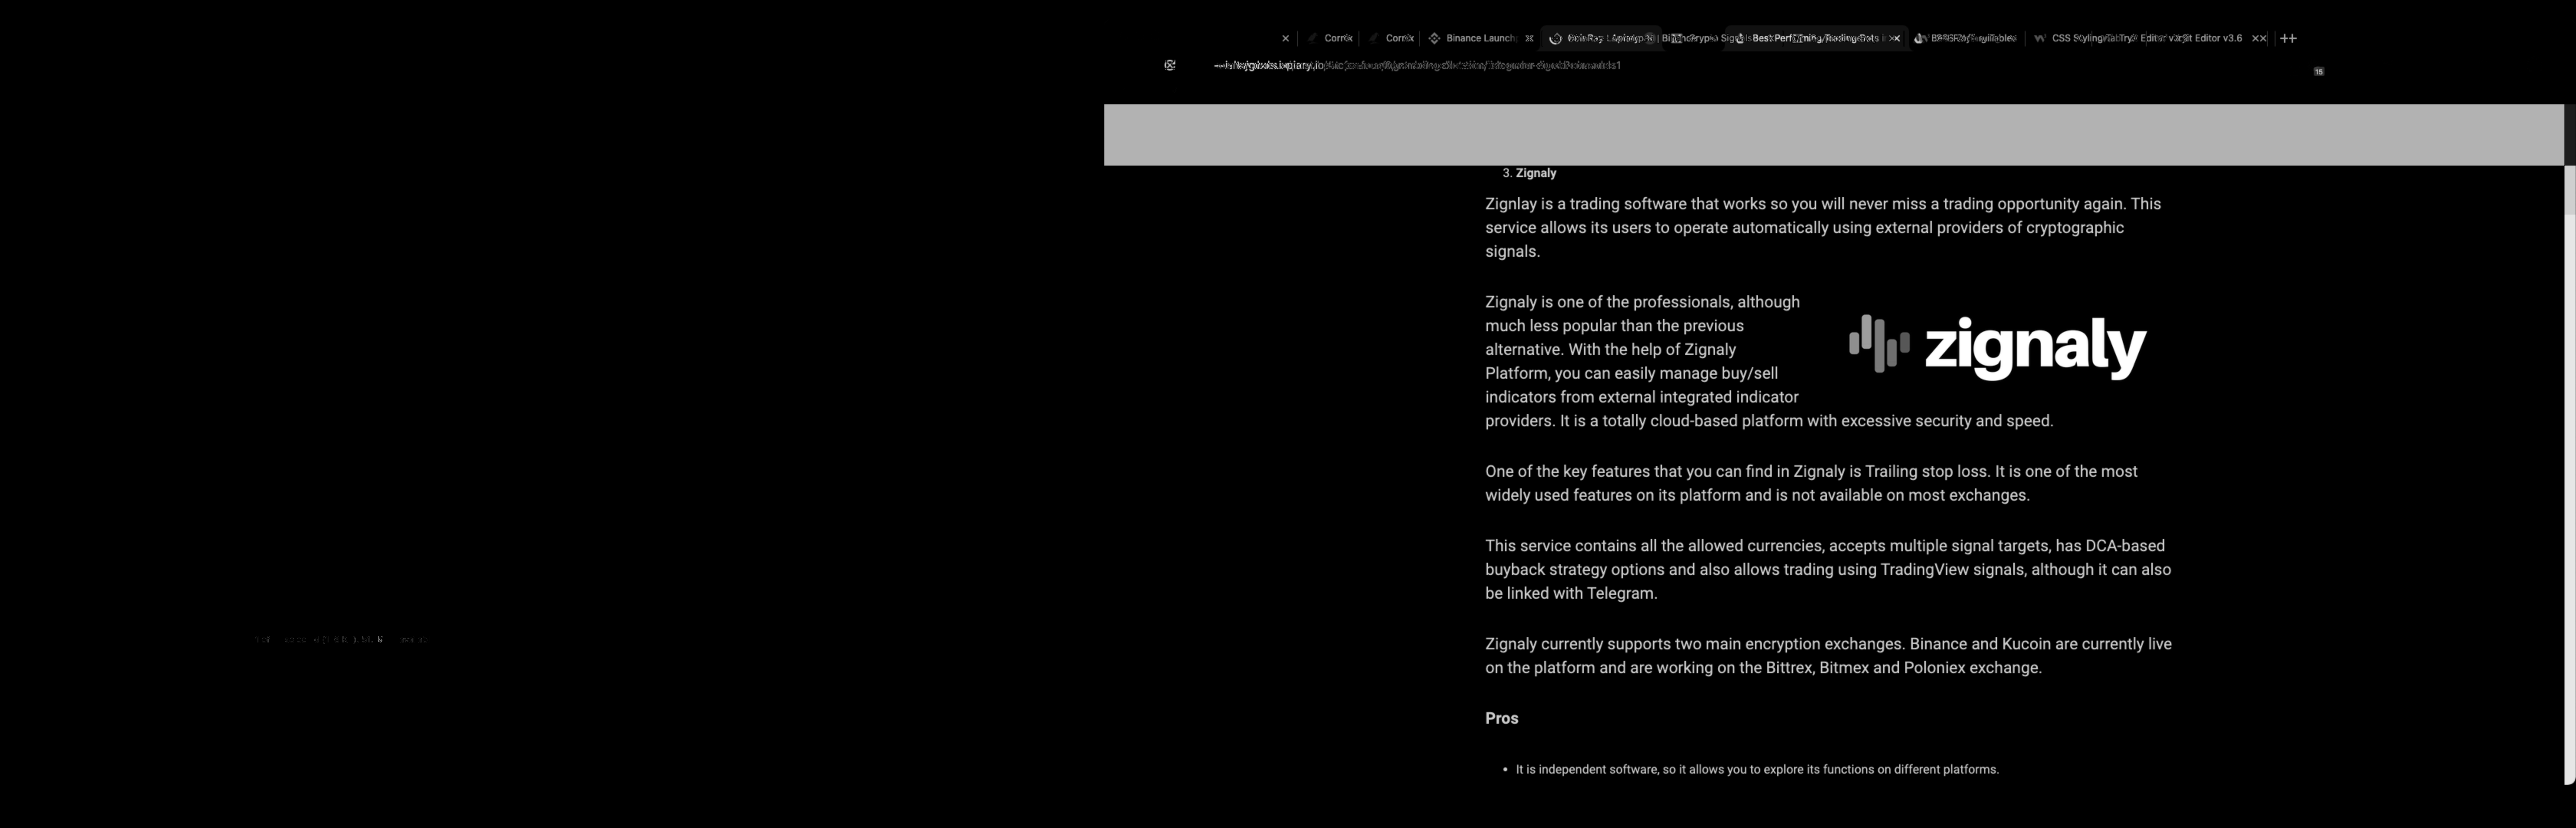 Corn
Corn
Binance Launch
Best Performing Trading Bots
CSS Styling Tables
Editor v3.6
15
3. Zignaly
Zignlay is a trading software that works so you will never miss a trading opportunity again. This
service allows its users to operate automatically using external providers of cryptographic
signals.
Zignaly is one of the professionals, although
much less popular than the previous
alternative. With the help of Zignaly
Platform, you can easily manage buy/sell
indicators from external integrated indicator
providers. It is a totally cloud-based platform with excessive security and speed.
zignaly
One of the key features that you can find in Zignaly is Trailing stop loss. It is one of the most
widely used features on its platform and is not available on most exchanges.
This service contains all the allowed currencies, accepts multiple signal targets, has DCA-based
buyback strategy options and also allows trading using TradingView signals, although it can also
be linked with Telegram.
Zignaly currently supports two main encryption exchanges. Binance and Kucoin are currently live
on the platform and are working on the Bittrex, Bitmex and Poloniex exchange.
Pros
• It is independent software, so it allows you to explore its functions on different platforms.